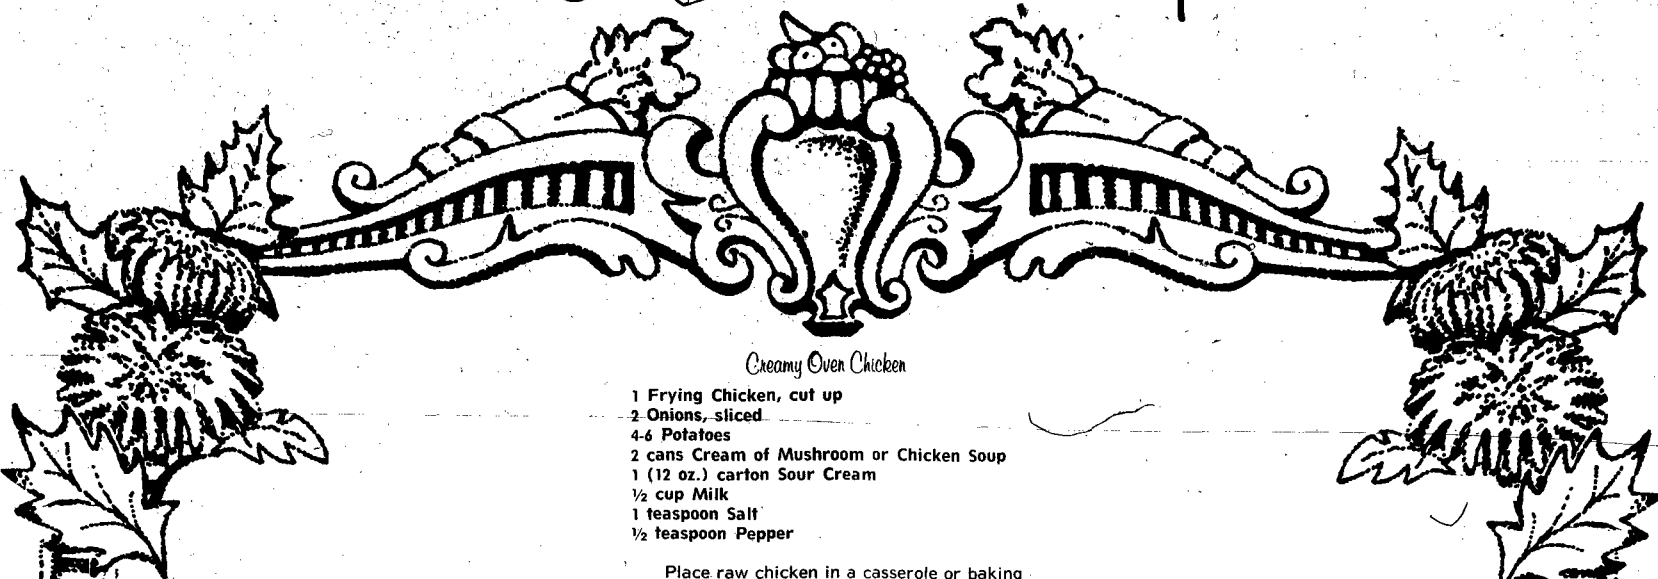 Creamy Oven Chicken
1 Frying Chicken, cut up
2 Onions, sliced
4-6 Potatoes
2 cans Cream of Mushroom or Chicken Soup
1 (12 oz.) carton Sour Cream
½ cup Milk
1 teaspoon Salt
½ teaspoon Pepper
Place raw chicken in a casserole or baking